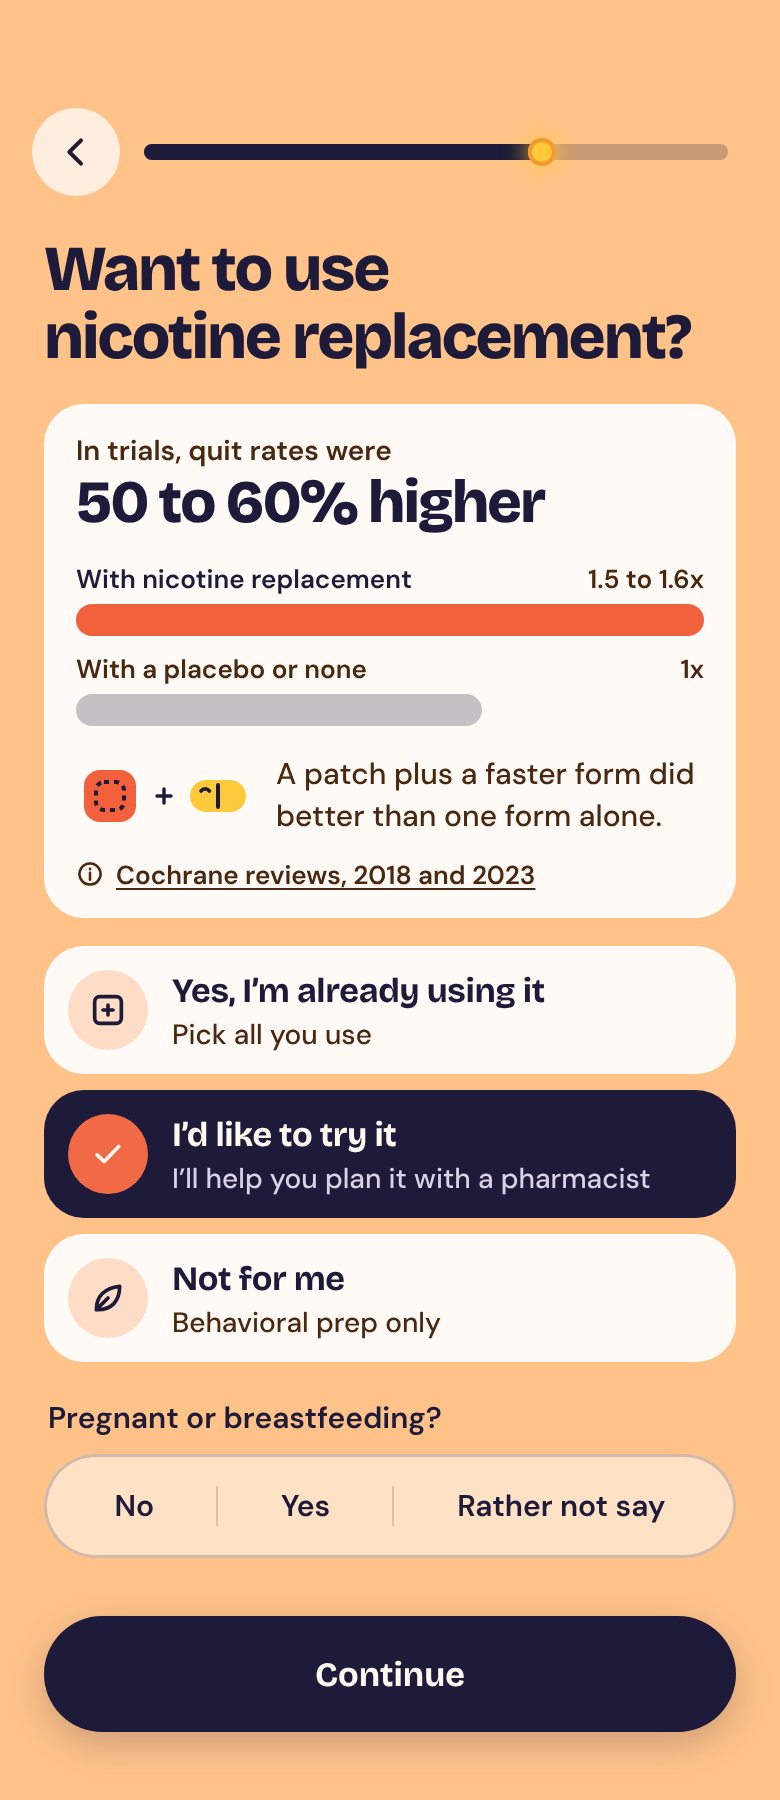 Want to use
nicotine replacement?
In trials, quit rates were
50 to 60% higher
With nicotine replacement 1.5 to 1.6x
With a placebo or none 1x
A patch plus a faster form did
better than one form alone.
Cochrane reviews, 2018 and 2023
Yes, I’m already using it
Pick all you use
I’d like to try it
I’ll help you plan it with a pharmacist
Not for me
Behavioral prep only
Pregnant or breastfeeding?
No Yes Rather not say
Continue